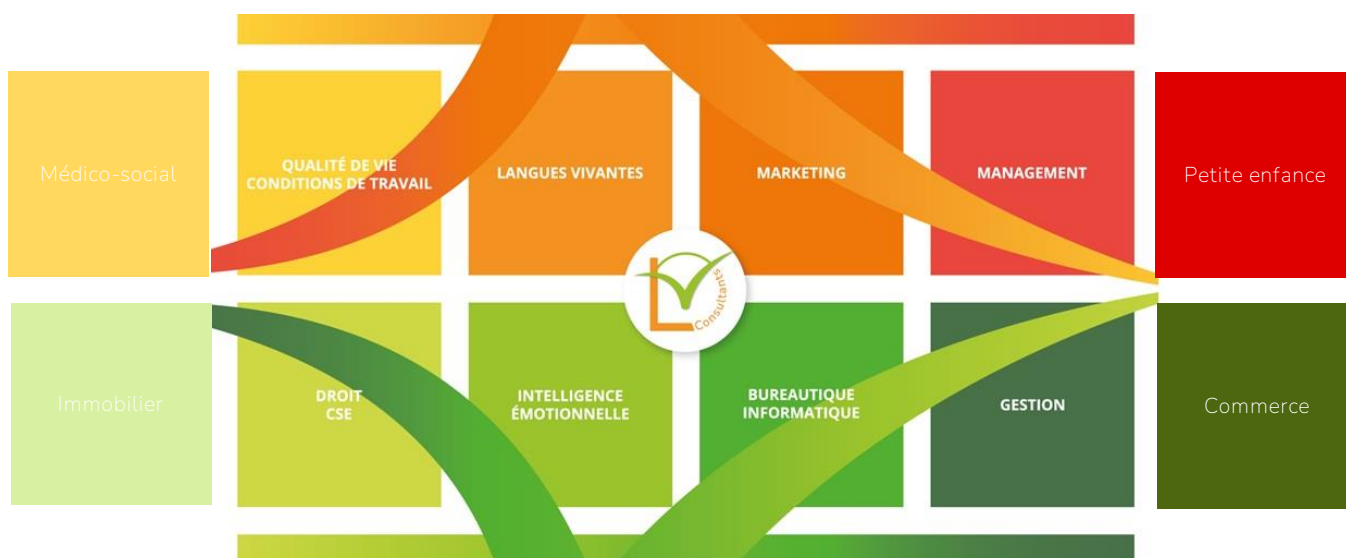 Médico-social
QUALITÉ DE VIE
CONDITIONS DE TRAVAIL
LANGUES VIVANTES
MARKETING
MANAGEMENT
Petite enfance
LV Consultants
Immobilier
DROIT
CSE
INTELLIGENCE
ÉMOTIONNELLE
BUREAUTIQUE
INFORMATIQUE
GESTION
Commerce